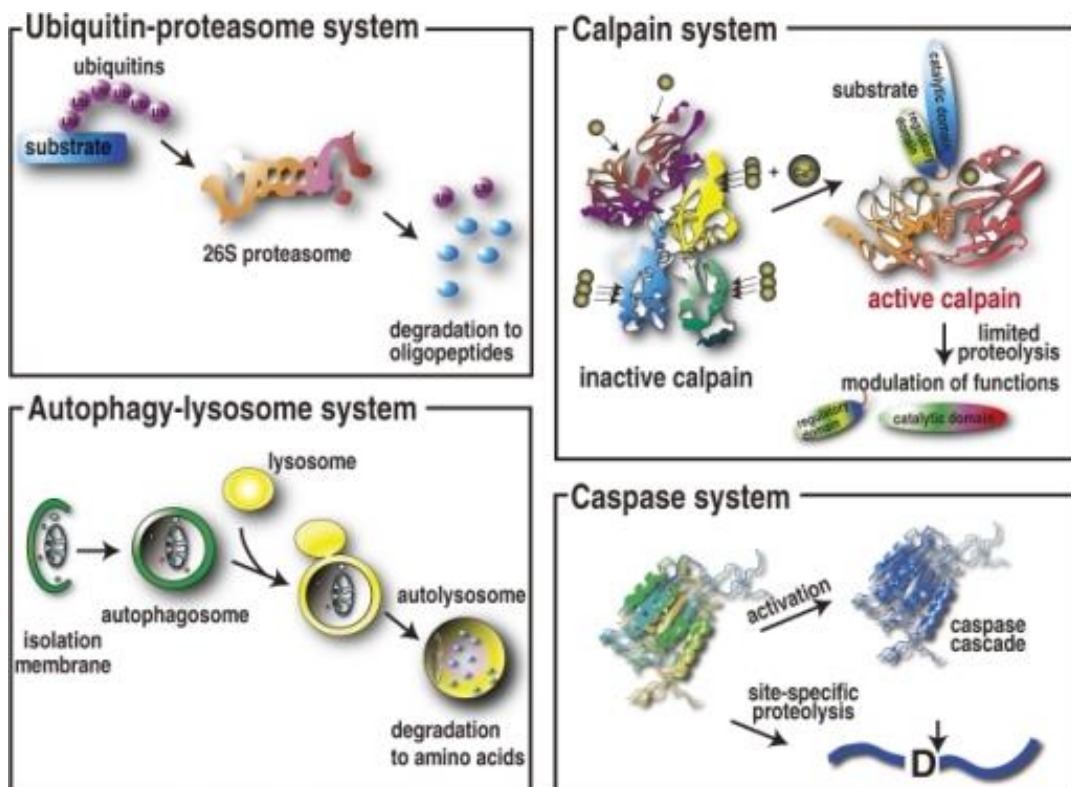 Ubiquitin-proteasome system
ubiquitins
substrate
26S proteasome
degradation to
oligopeptides
Calpain system
substrate
catalytic domain
regulatory
domain
+
inactive calpain
active calpain
limited
proteolysis
modulation of functions
regulatory
domain
catalytic domain
Autophagy-lysosome system
lysosome
autophagosome
isolation
membrane
autolysosome
degradation
to amino acids
Caspase system
activation
caspase
cascade
site-specific
proteolysis
D